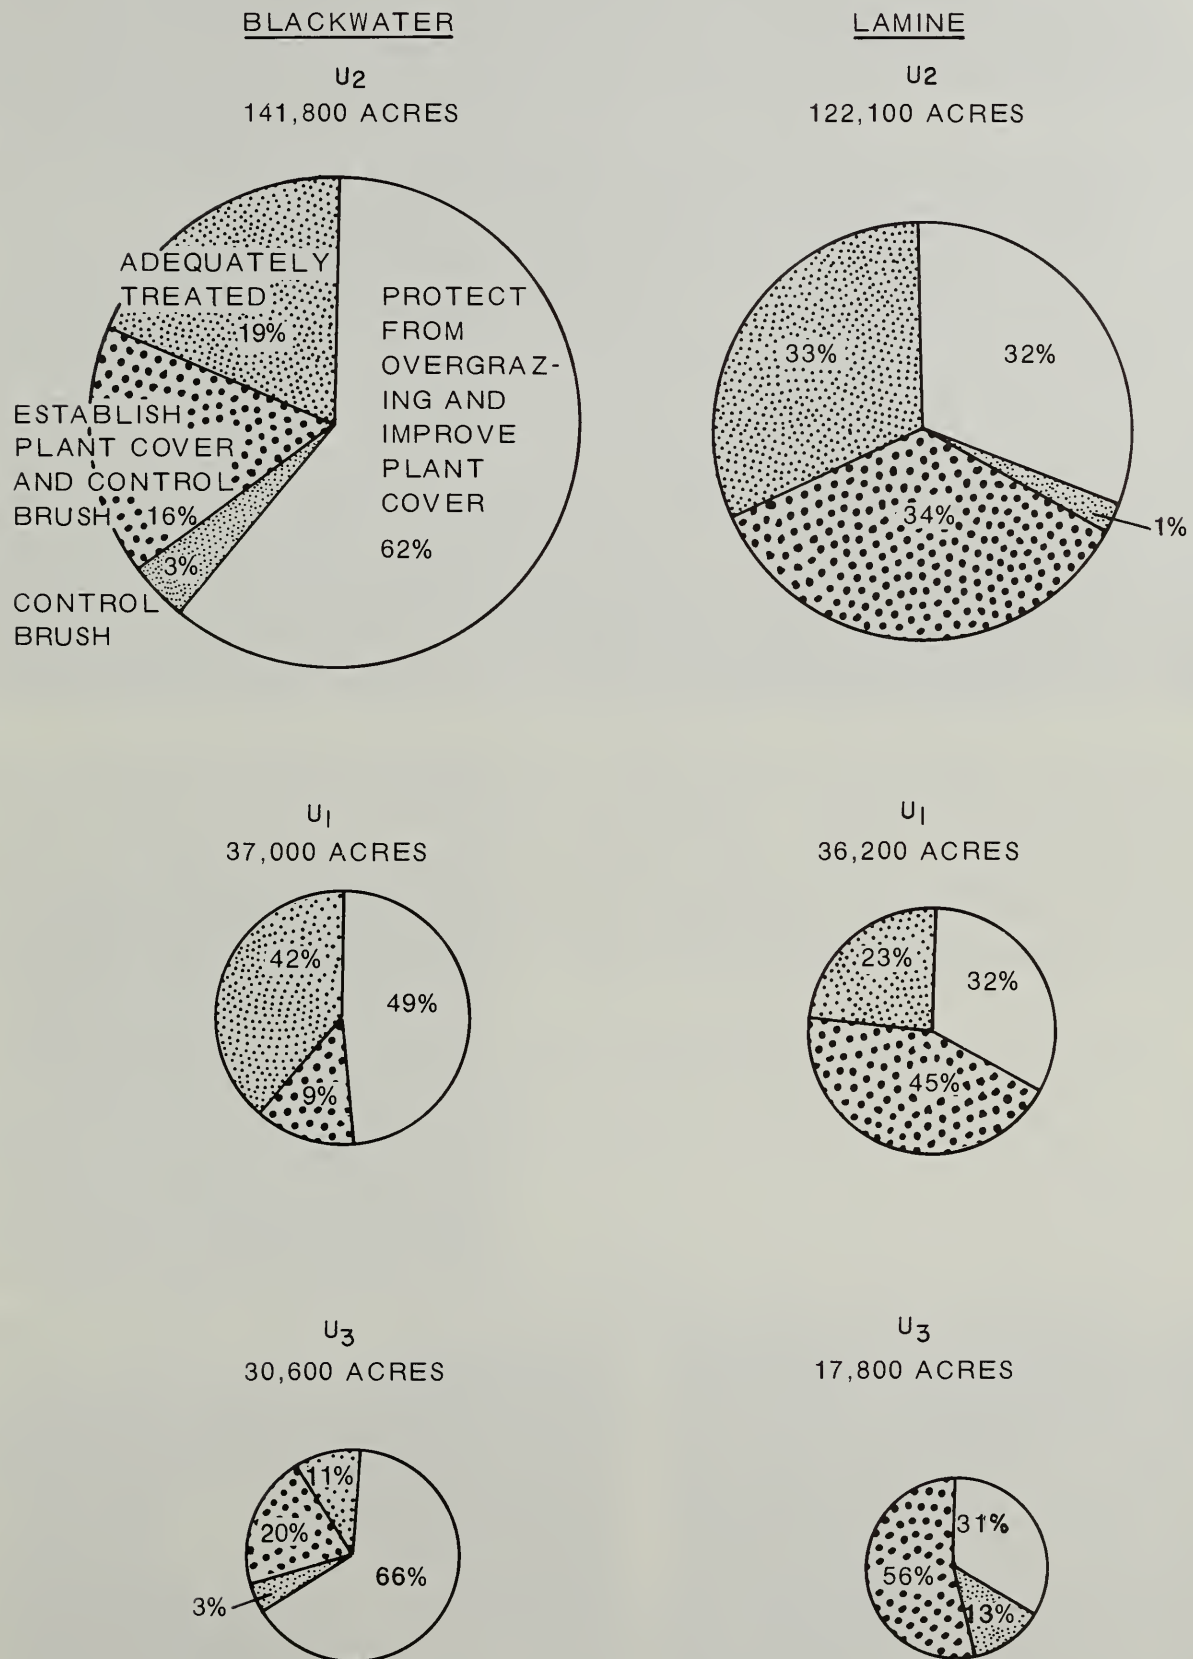 BLACKWATER
U2
141,800 ACRES
ADEQUATELY
TREATED
19%
PROTECT
FROM
OVERGRAZ-
ING AND
IMPROVE
PLANT
COVER
62%
ESTABLISH
PLANT COVER
AND CONTROL
BRUSH 16%
3%
CONTROL
BRUSH
LAMINE
U2
122,100 ACRES
33%
32%
34%
1%
U1
37,000 ACRES
42%
49%
9%
U1
36,200 ACRES
23%
32%
45%
U3
30,600 ACRES
11%
20%
66%
3%
U3
17,800 ACRES
31%
56%
13%